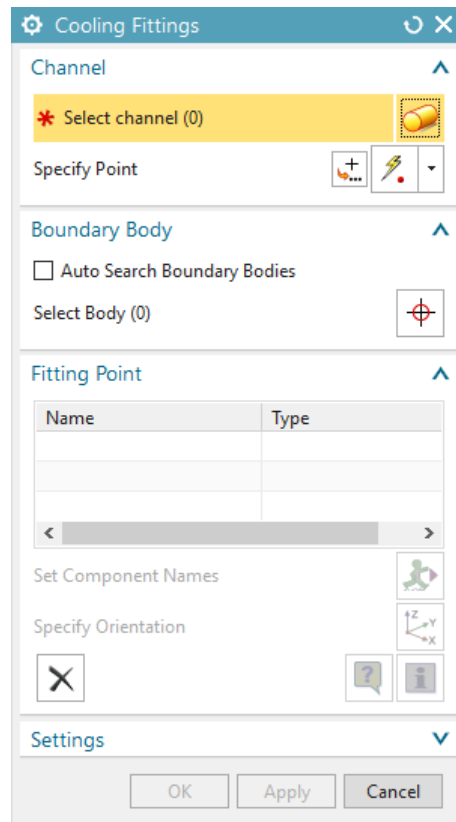 Cooling Fittings
Channel
* Select channel (0)
Specify Point
Boundary Body
Auto Search Boundary Bodies
Select Body (0)
Fitting Point
Name Type
Set Component Names
Specify Orientation
Settings
OK Apply Cancel